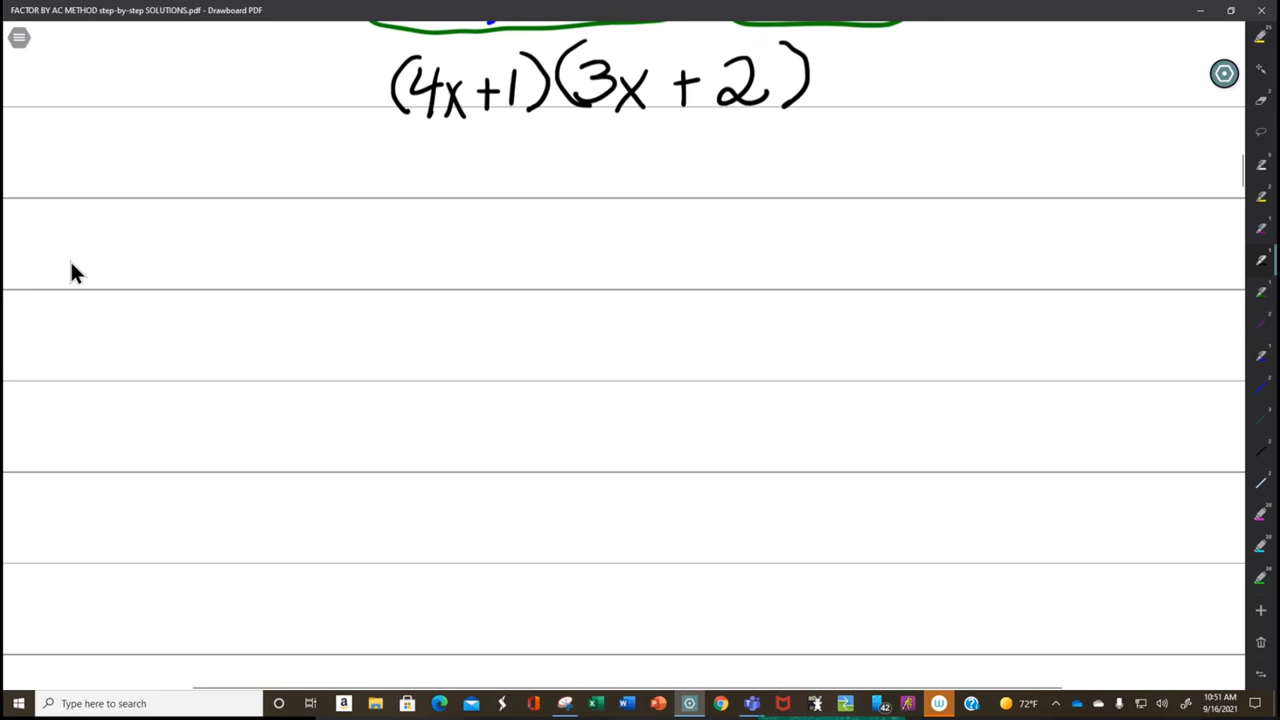 FACTOR BY AC METHOD step-by-step SOLUTIONS.pdf - Drawboard PDF
(4x+1)(3x + 2)
Type here to search
42
72°F
10:51 AM
9/16/2021